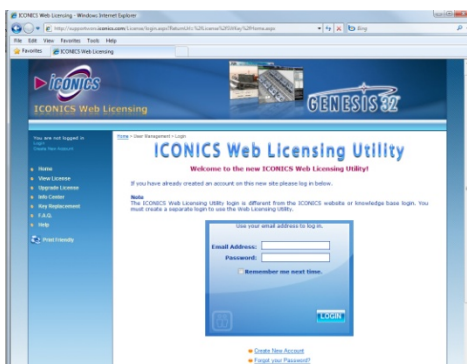 ICONICS Web Licensing - Windows Internet Explorer
File Edit View Favorites Tools Help
Favorites ICONICS Web Licensing
Bing
ICONICS
ICONICS Web Licensing
GENESIS 32
You are not logged in
Login
Create New Account
Home
View License
Upgrade License
Info Center
Key Replacement
F.A.Q.
Help
Print Friendly
Home > User Management > Login
ICONICS Web Licensing Utility
Welcome to the new ICONICS Web Licensing Utility!
If you have already created an account on this new site please log in below.
Note
The ICONICS Web Licensing Utility login is different from the ICONICS website or knowledge base login. You
must create a separate login to use the Web Licensing Utility.
Use your email address to log in.
Email Address:
Password:
Remember me next time.
LOGIN
Create New Account
Forgot your Password?